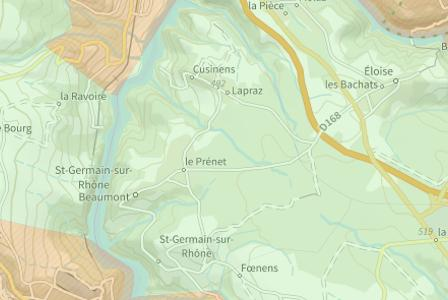 la Pièce
Cusinens
492
Lapraz
Éloise
les Bachats
la Ravoire
Bourg
D168
le Prénet
St-Germain-sur-
Rhône
Beaumont
St-Germain-sur-
Rhône
Fœnens
519
la